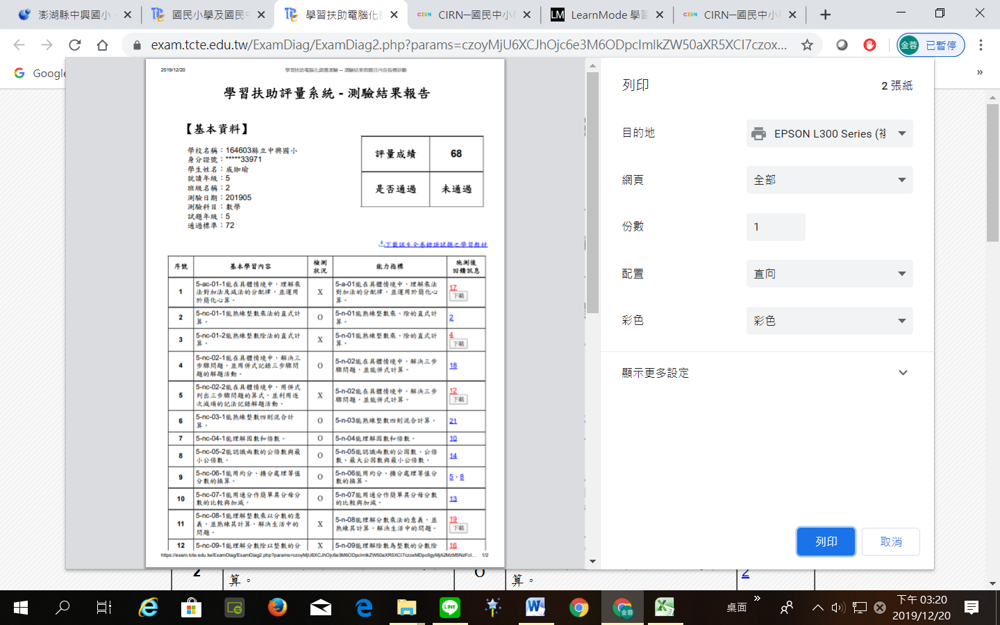 澎湖縣中興國小
國民小學及國民中
學習扶助電腦化
CIRN─國民中小
LearnMode 學習
CIRN─國民中小
exam.tcte.edu.tw/ExamDiag/ExamDiag2.php?params=czoyMjU6XCJhOjc6e3M6ODpcImlkZW50aXR5XCI7czox...
金蓉 已暫停
Google
»
2019/12/20
學習扶助電腦化篩選測驗 – 測驗結果與題目內容指標診斷
學習扶助評量系統 - 測驗結果報告
【基本資料】
學校名稱：164603縣立中興國小
身分證號：*****33971
學生姓名：戚珈瑜
就讀年級：5
班級名稱：2
測驗日期：201905
測驗科目：數學
試題年級：5
通過標準：72
評量成績 68
是否通過 未通過
下載該生全卷錯誤試題之學習教材
序號 基本學習內容 檢測狀況 能力指標 施測後回饋訊息
1 5-ac-01-1能在具體情境中，理解乘法對加法及減法的分配律，並運用於簡化心算。 X 5-a-01能在具體情境中，理解乘法對加法的分配律，並運用於簡化心算。 17 下載
2 5-nc-01-1能熟練整數乘法的直式計算。 O 5-n-01能熟練整數乘、除的直式計算。 2
3 5-nc-01-2能熟練整數除法的直式計算。 X 5-n-01能熟練整數乘、除的直式計算。 4 下載
4 5-nc-02-1能在具體情境中，解決三步驟問題，並用併式記錄三步驟問題的解題活動。 O 5-n-02能在具體情境中，解決三步驟問題，並能併式計算。 18
5 5-nc-02-2能在具體情境中，用併式列出三步驟問題的算式，並利用逐次減項的記法記錄解題活動。 X 5-n-02能在具體情境中，解決三步驟問題，並能併式計算。 12 下載
6 5-nc-03-1能熟練整數四則混合計算。 O 5-n-03能熟練整數四則混合計算。 21
7 5-nc-04-1能理解因數和倍數。 O 5-n-04能理解因數和倍數。 10
8 5-nc-05-2能認識兩數的公倍數與最小公倍數。 O 5-n-05能認識兩數的公因數、公倍數、最大公因數與最小公倍數。 14
9 5-nc-06-1能用約分、擴分處理等值分數的換算。 O 5-n-06能用約分、擴分處理等值分數的換算。 5、8
10 5-nc-07-1能用通分作簡單異分母分數的比較與加減。 O 5-n-07能用通分作簡單異分母分數的比較與加減。 13
11 5-nc-08-1能理解整數乘以分數的意義，並熟練其計算，解決生活中的問題。 X 5-n-08能理解分數乘法的意義，並熟練其計算，解決生活中的問題。 19 下載
12 5-nc-09-1能理解分數除以整數的分 X 5-n-09能理解除數為整數的分數除 16
https://exam.tcte.edu.tw/ExamDiag/ExamDiag2.php?params=czoyMjU6XCJhOjc6e3M6ODpcImlkZW50aXR5XCI7czoxMDpcIlgyMjA2MzM5NzFcI... 1/2
列印 2 張紙
目的地 EPSON L300 Series (複
網頁 全部
份數 1
配置 直向
彩色 彩色
顯示更多設定
列印 取消
2 算。 O 算。 2
桌面 » 下午 03:20
2019/12/20